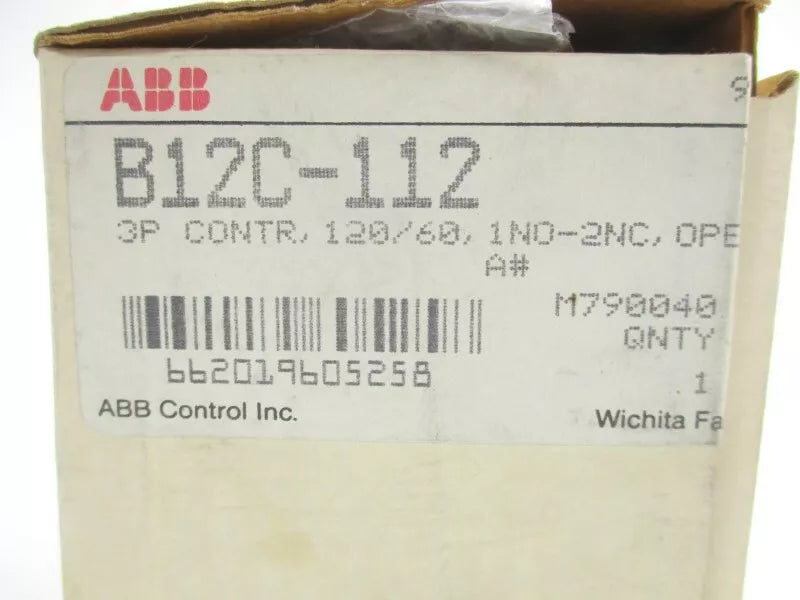 ABB
B12C-112
3P CONTR, 120/60, 1NO-2NC, OPE
A#
M790040
QNTY
662019605258
1
ABB Control Inc.
Wichita Fa